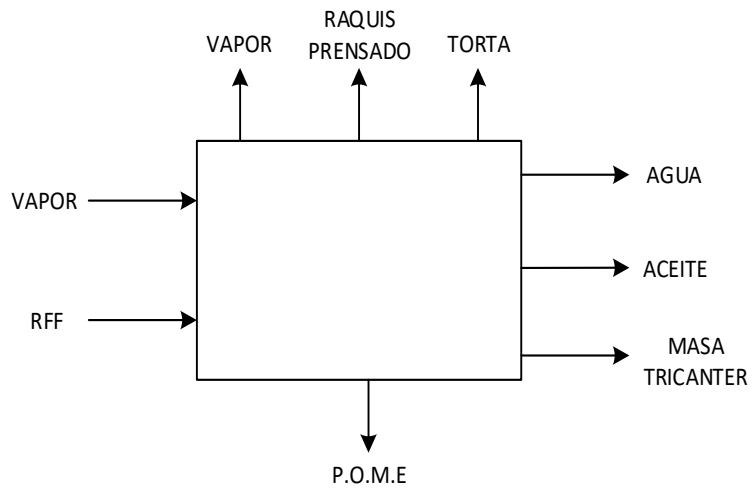 VAPOR
RAQUIS
PRENSADO
TORTA
VAPOR
AGUA
ACEITE
RFF
MASA
TRICANTER
P.O.M.E